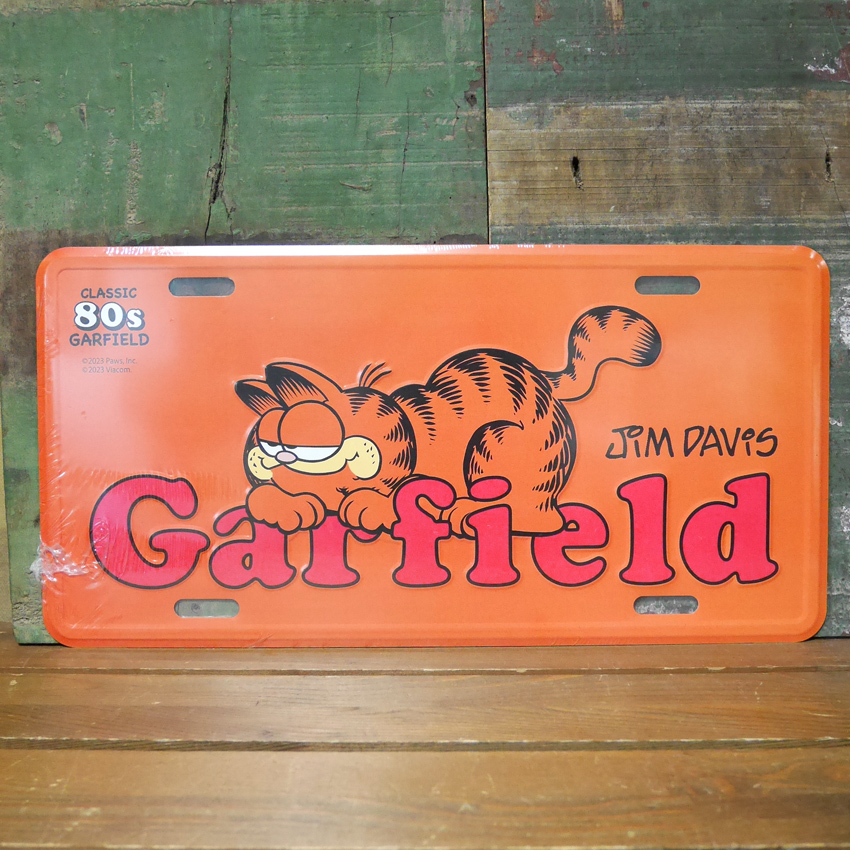 CLASSIC
80s
GARFIELD
©2023 Paws, Inc.
©2023 Viacom
JIM DAVIS
Garfield